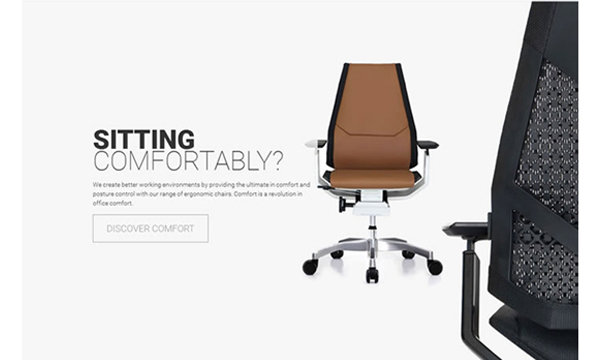 SITTING
COMFORTABLY?
We create better working environments by providing the ultimate in comfort and
posture control with our range of ergonomic chairs. Comfort is a revolution in
office comfort.
DISCOVER COMFORT